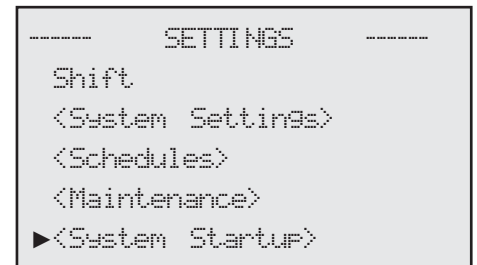 ------ SETTINGS ------
Shift
<System Settings>
<Schedules>
<Maintenance>
►<System Startup>